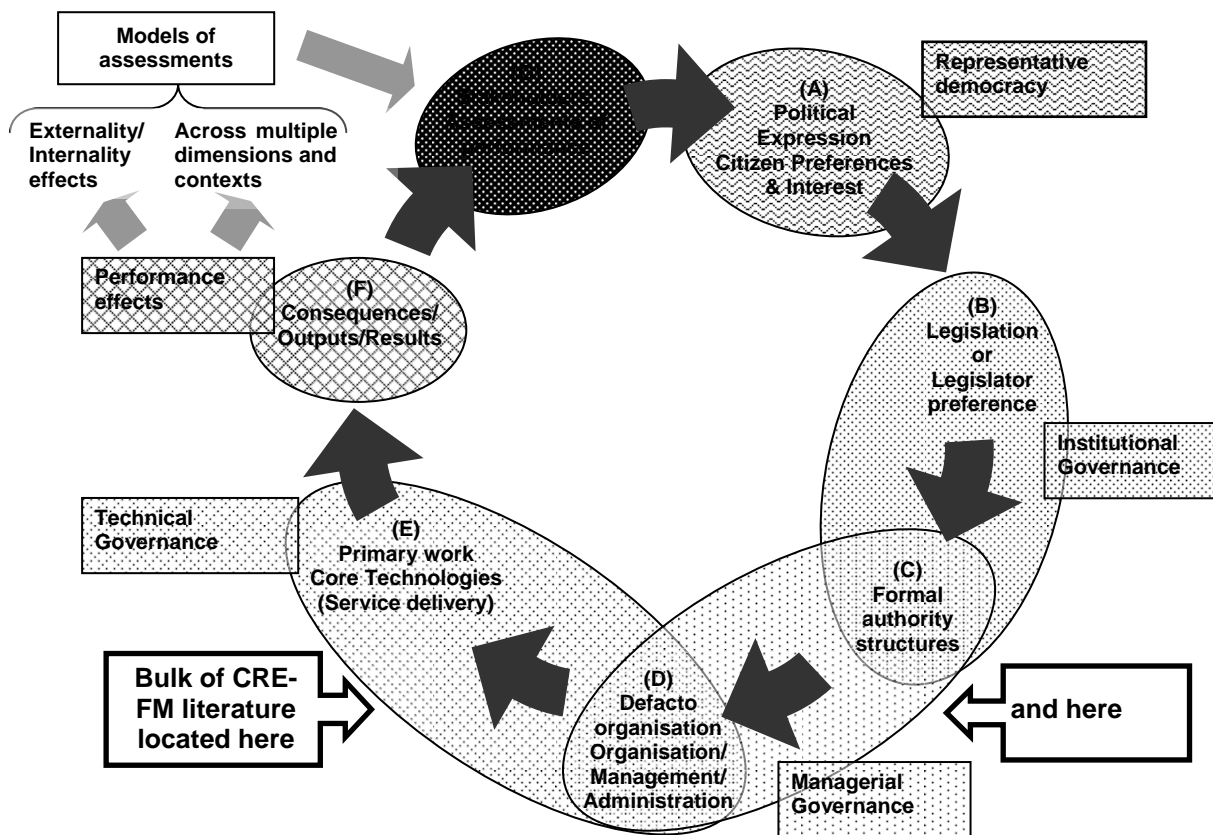 Models of
assessments
Externality/
Internality
effects
Across multiple
dimensions and
contexts
Performance
effects
(G)
(A)
Political
Expression
Citizen Preferences
& Interest
Representative
democracy
(B)
Legislation
or
Legislator
preference
Institutional
Governance
(C)
Formal
authority
structures
(D)
Defacto
organisation
Organisation/
Management/
Administration
Managerial
Governance
(E)
Primary work
Core Technologies
(Service delivery)
Technical
Governance
(F)
Consequences/
Outputs/Results
Bulk of CRE-
FM literature
located here
and here